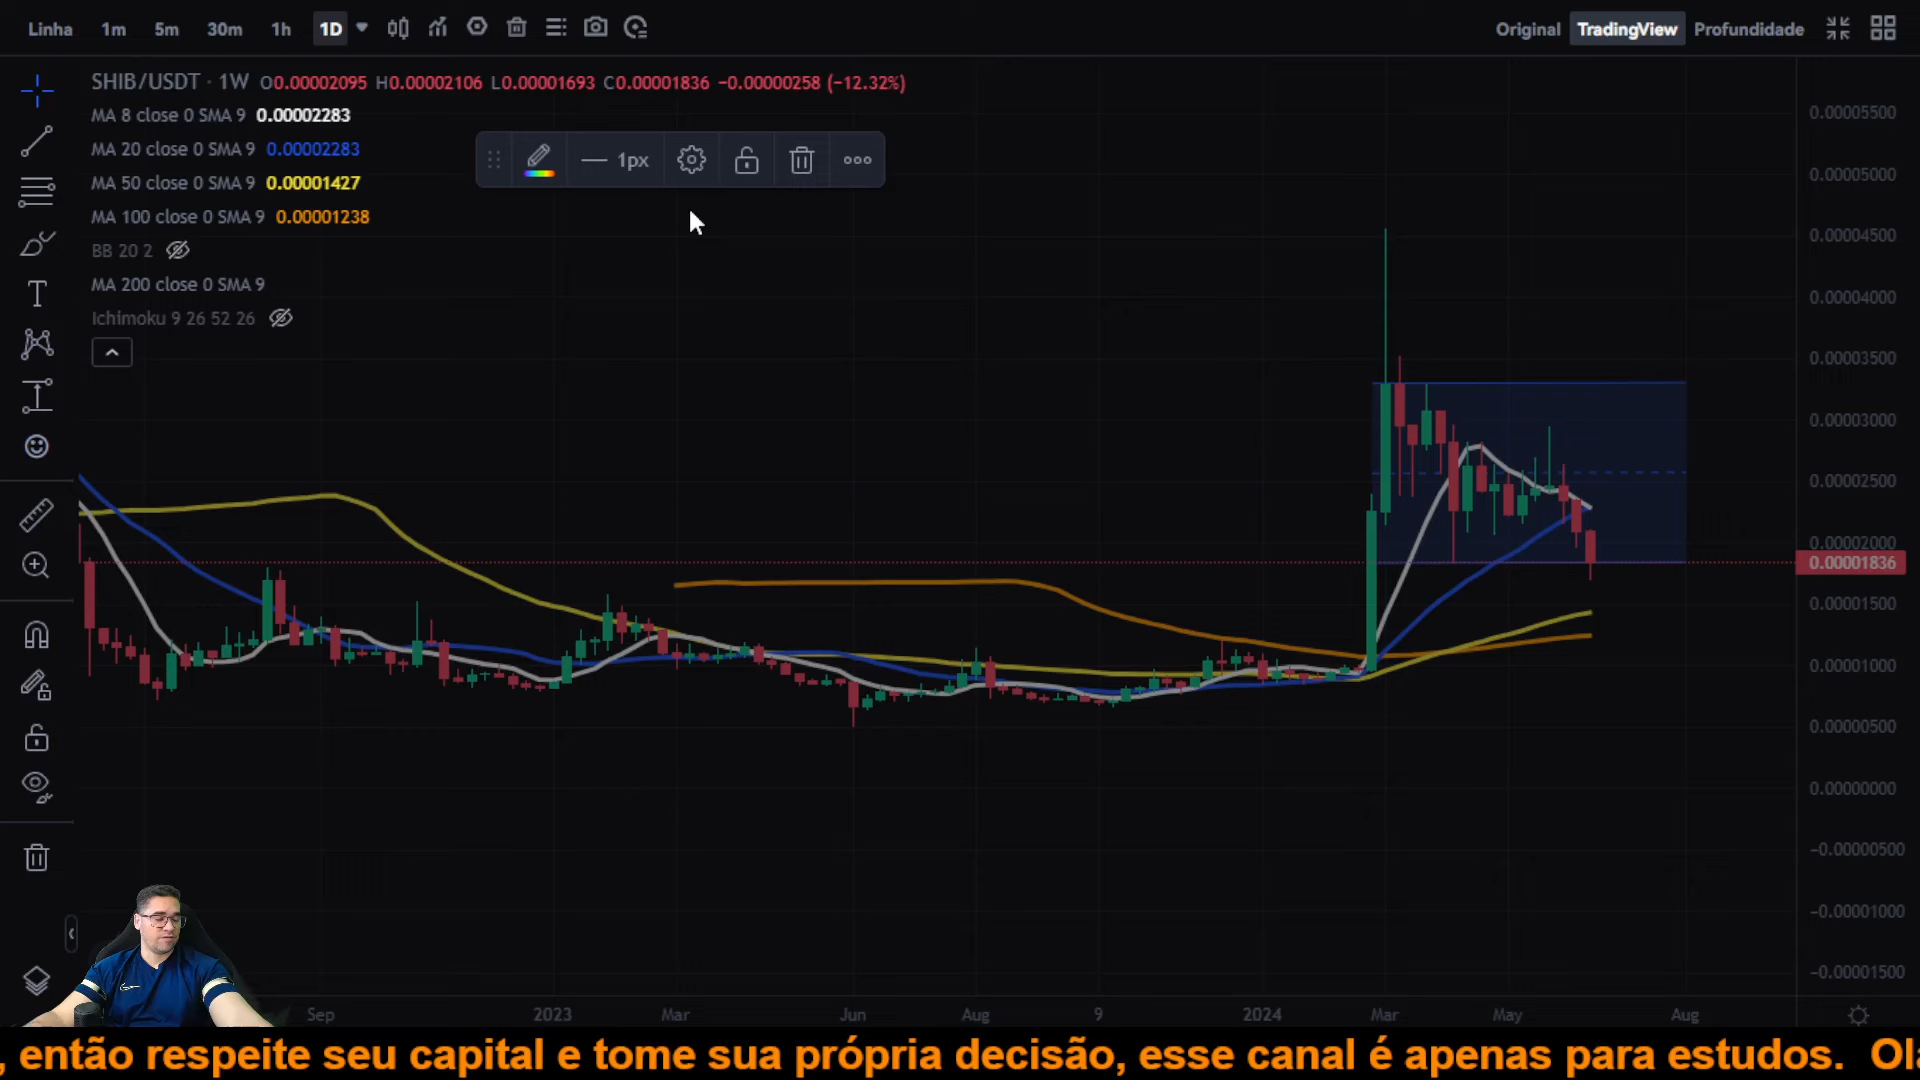 Linha 1m 5m 30m 1h 1D Original TradingView Profundidade
SHIB/USDT · 1W O0.00002095 H0.00002106 L0.00001693 C0.00001836 −0.00000258 (−12.32%)
MA 8 close 0 SMA 9 0.00002283
MA 20 close 0 SMA 9 0.00002283
MA 50 close 0 SMA 9 0.00001427
MA 100 close 0 SMA 9 0.00001238
BB 20 2
MA 200 close 0 SMA 9
Ichimoku 9 26 52 26
1px
0.00005500
0.00005000
0.00004500
0.00004000
0.00003500
0.00003000
0.00002500
0.00002000
0.00001836
0.00001500
0.00001000
0.00000500
0.00000000
−0.00000500
−0.00001000
−0.00001500
Sep 2023 Mar Jun Aug 9 2024 Mar May Aug
, então respeite seu capital e tome sua própria decisão, esse canal é apenas para estudos. Olá